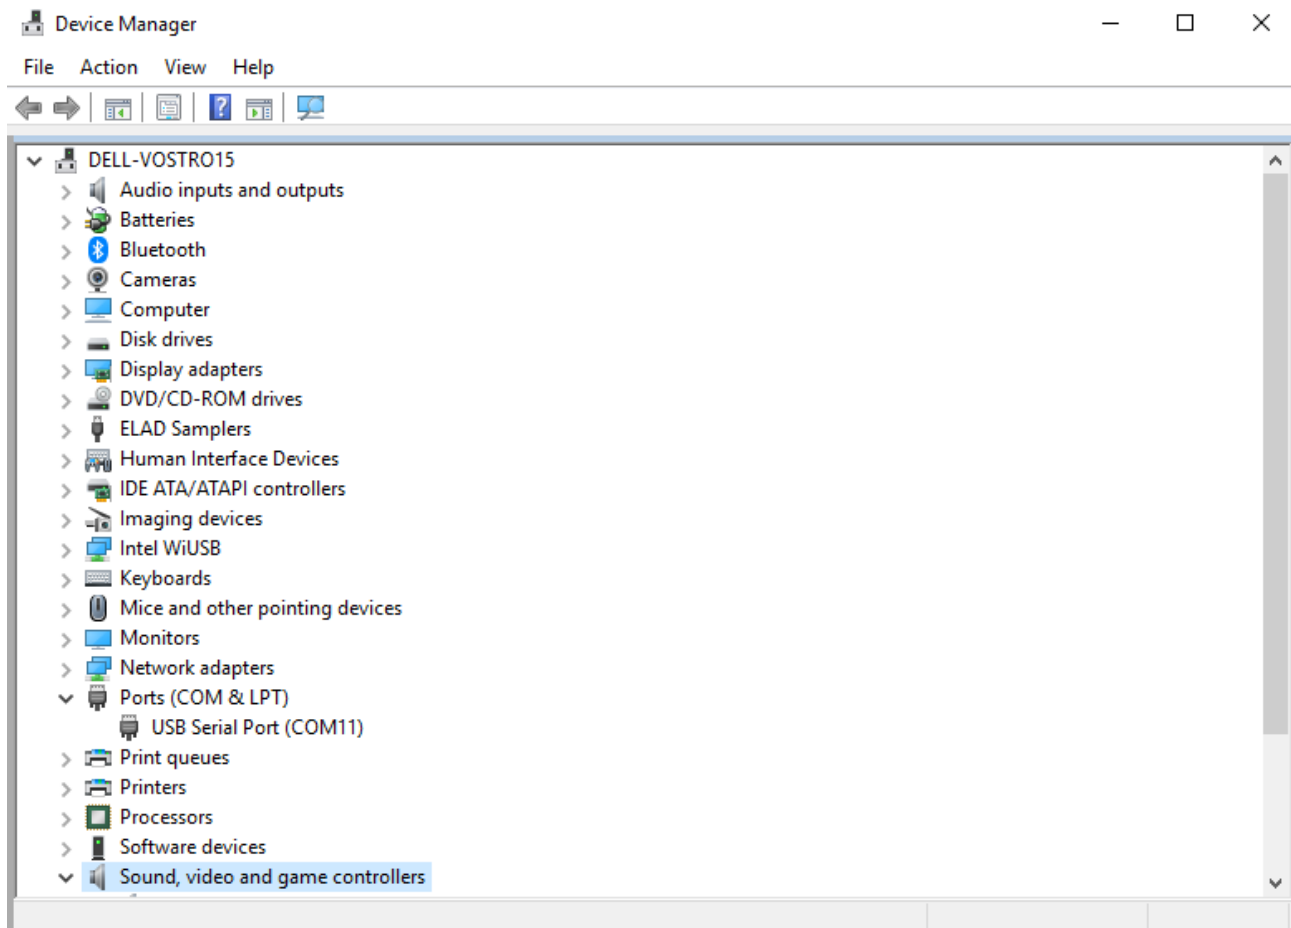 Device Manager
File Action View Help
DELL-VOSTRO15
Audio inputs and outputs
Batteries
Bluetooth
Cameras
Computer
Disk drives
Display adapters
DVD/CD-ROM drives
ELAD Samplers
Human Interface Devices
IDE ATA/ATAPI controllers
Imaging devices
Intel WiUSB
Keyboards
Mice and other pointing devices
Monitors
Network adapters
Ports (COM & LPT)
USB Serial Port (COM11)
Print queues
Printers
Processors
Software devices
Sound, video and game controllers